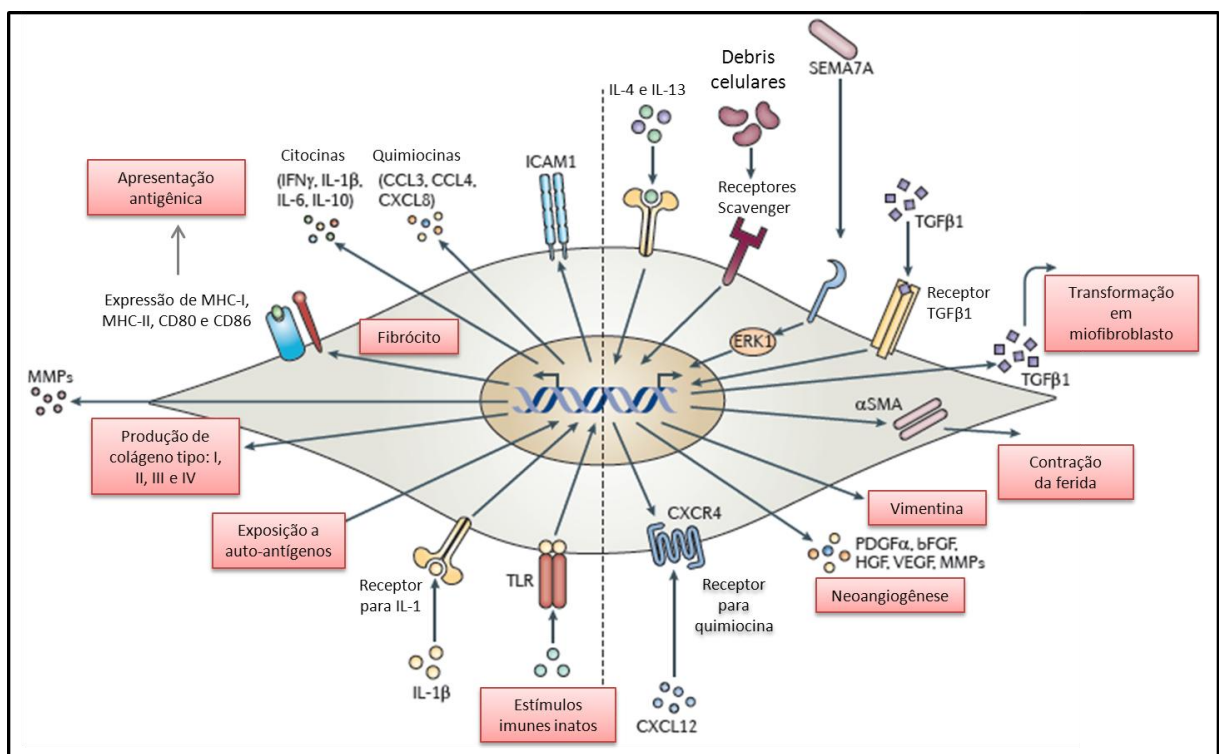 SEMA7A
Debris
celulares
IL-4 e IL-13
Citocinas
(IFNγ, IL-1β,
IL-6, IL-10)
Quimiocinas
(CCL3, CCL4,
CXCL8)
ICAM1
Apresentação
antigênica
Receptores
Scavenger
TGFβ1
Expressão de MHC-I,
MHC-II, CD80 e CD86
Fibrócito
Receptor
TGFβ1
Transformação
em
miofibroblasto
ERK1
TGFβ1
MMPs
αSMA
Produção de
colágeno tipo: I,
II, III e IV
Contração
da ferida
Vimentina
Exposição a
auto-antígenos
CXCR4
PDGFα, bFGF,
HGF, VEGF, MMPs
Neoangiogênese
Receptor
para IL-1
TLR
Receptor
para
quimiocina
IL-1β
Estímulos
imunes inatos
CXCL12